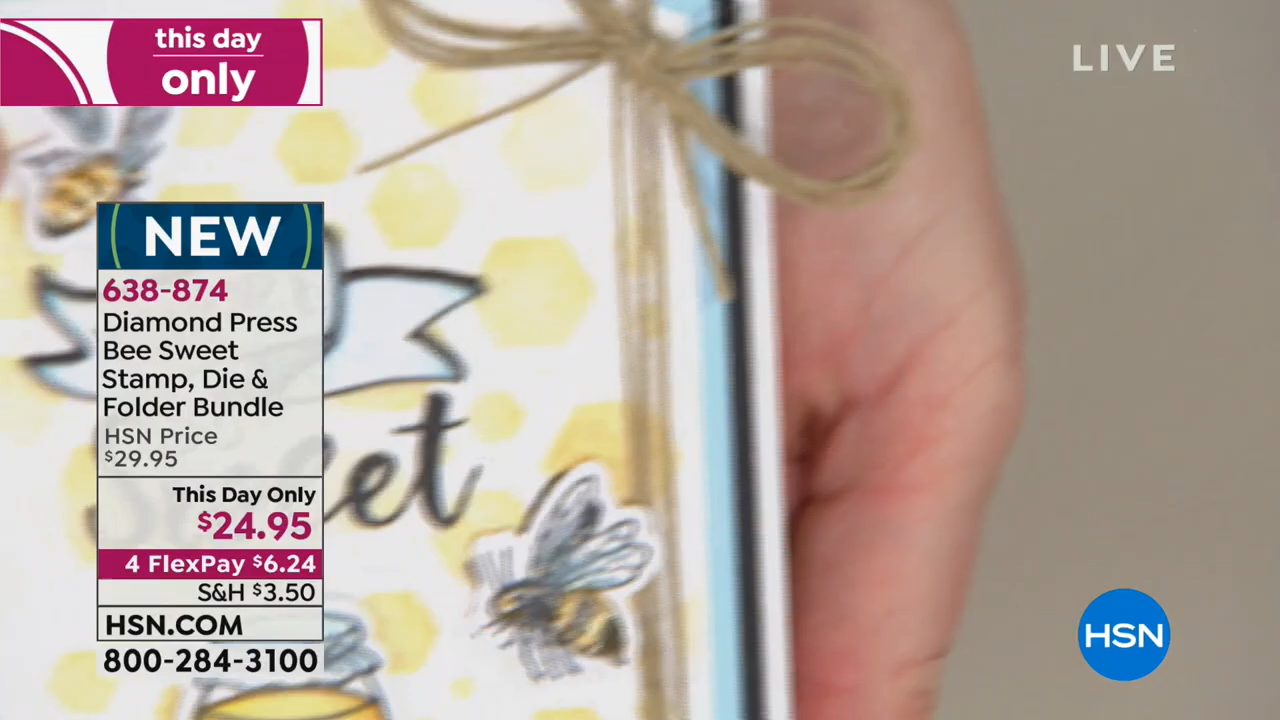 this day
only
LIVE
NEW
638-874
Diamond Press
Bee Sweet
Stamp, Die &
Folder Bundle
HSN Price
$29.95
This Day Only
$24.95
4 FlexPay $6.24
S&H $3.50
HSN.COM
800-284-3100
HSN